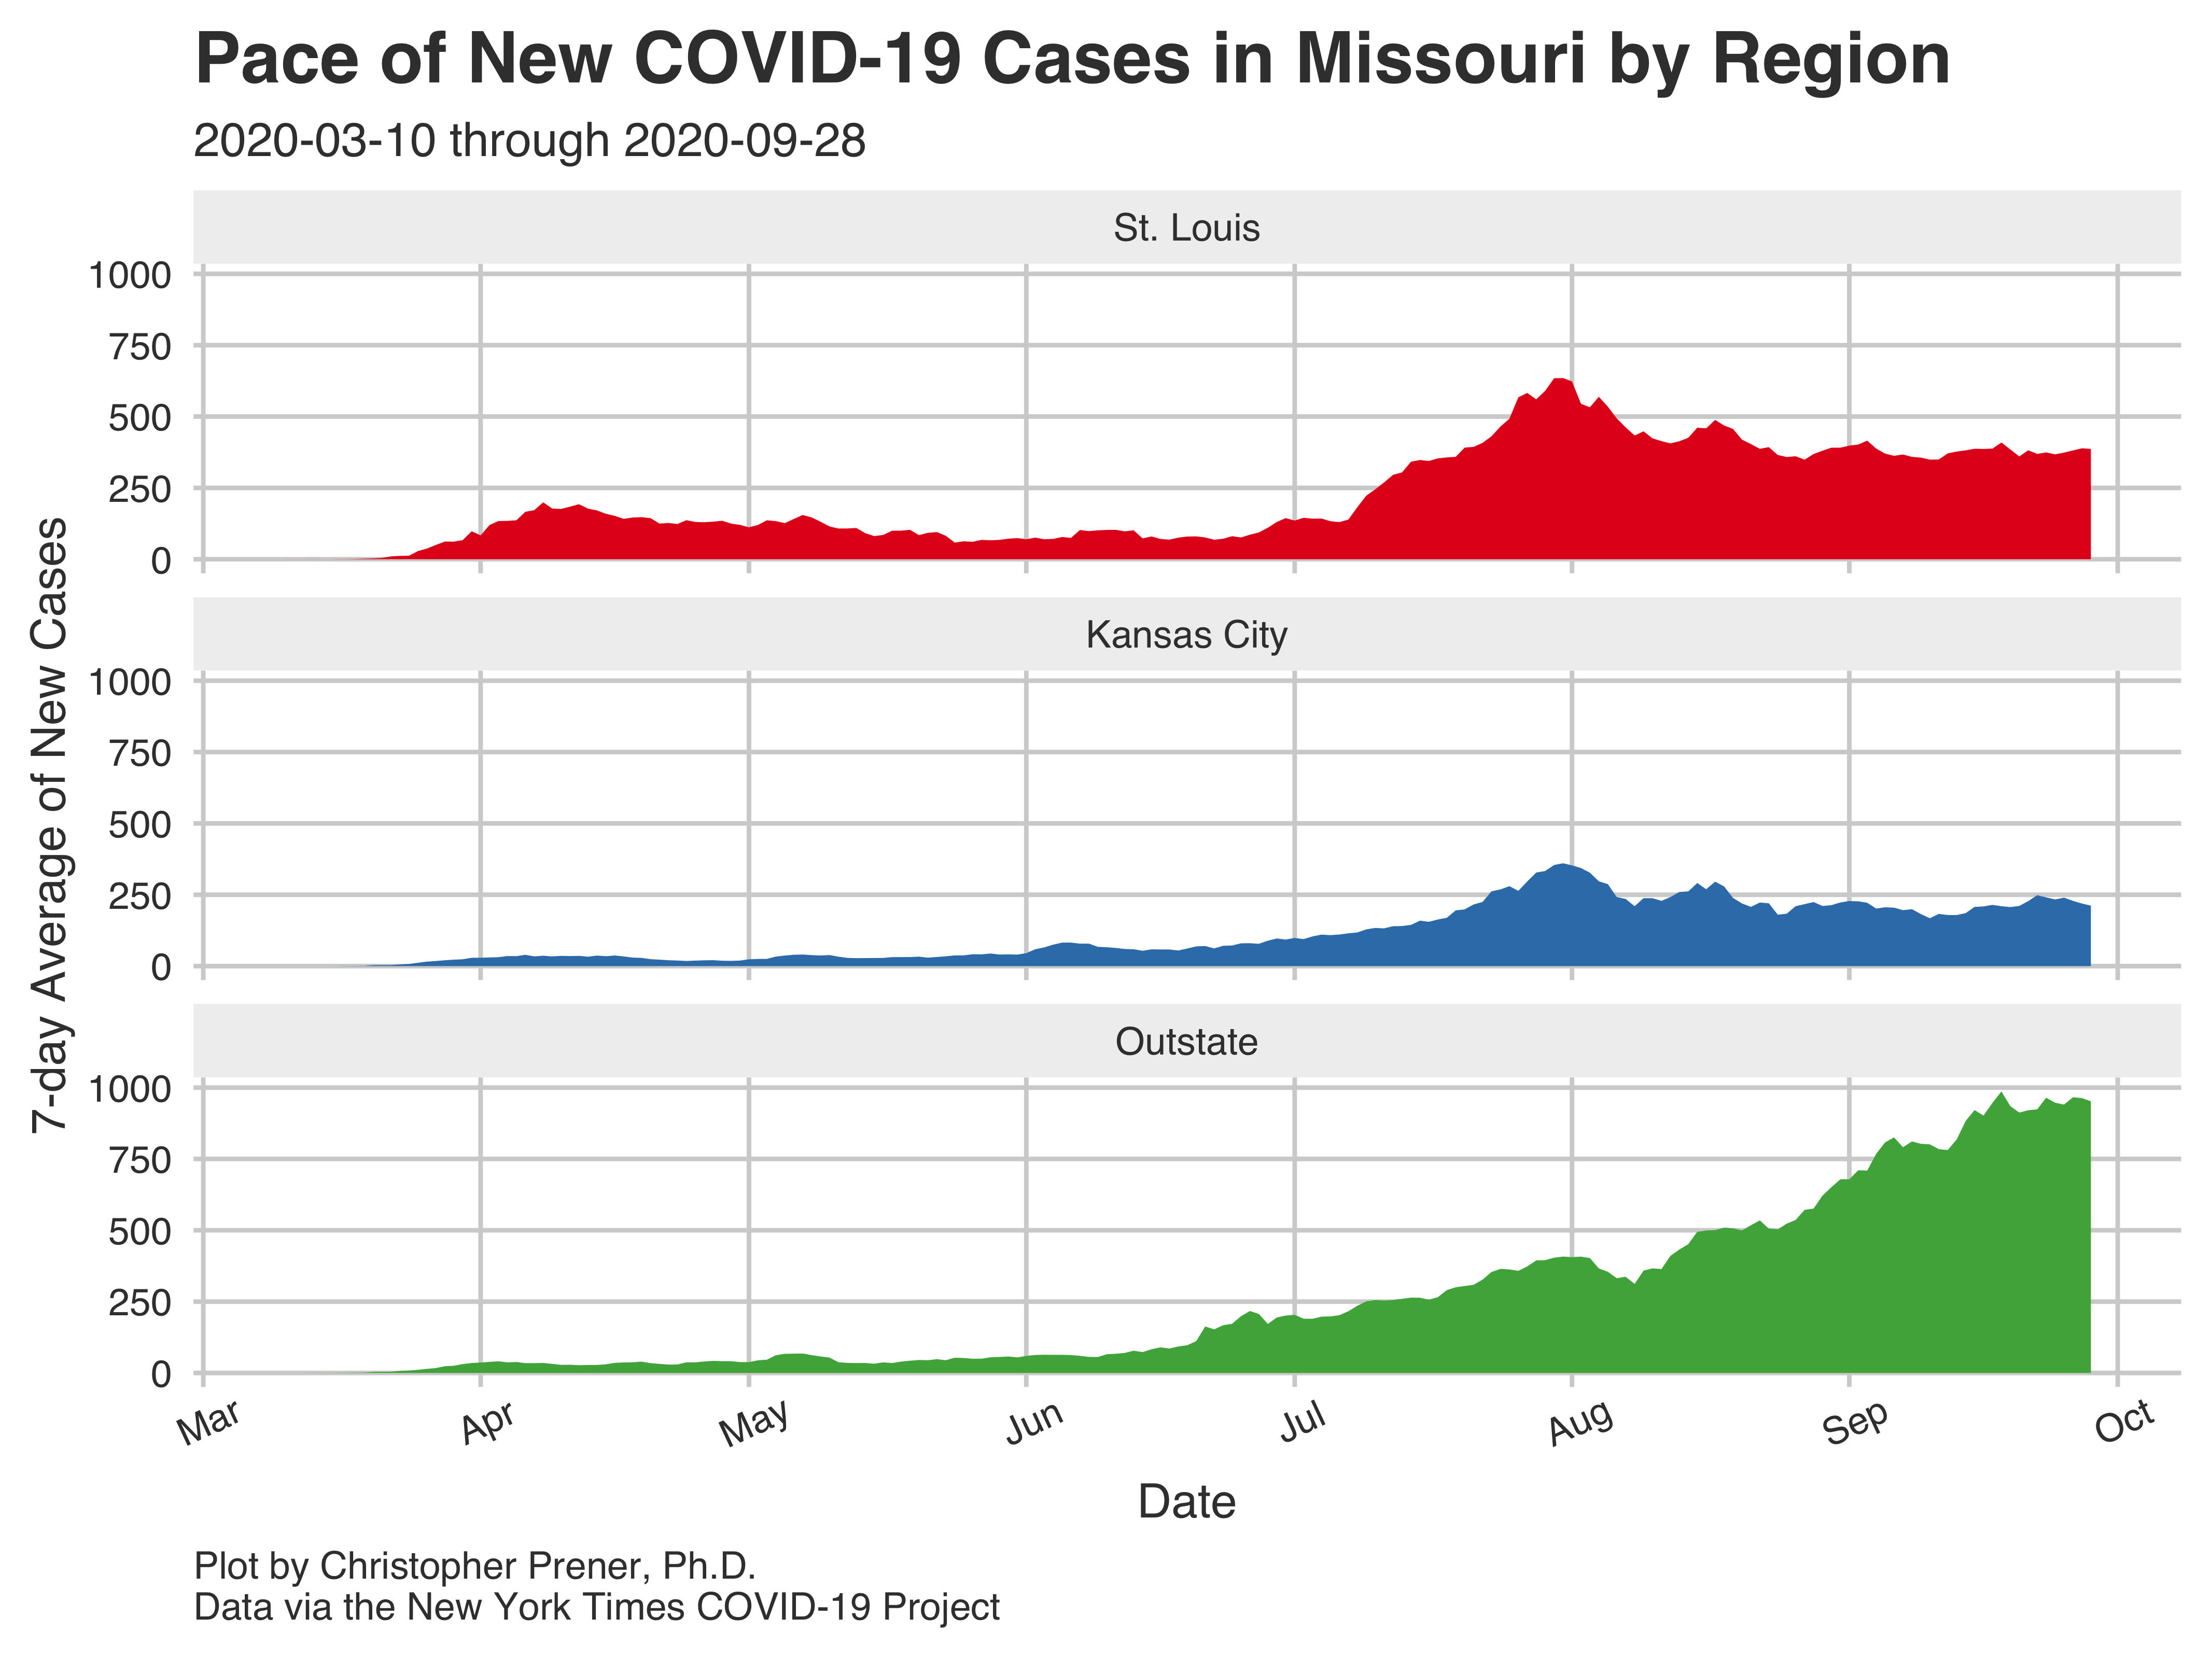 Pace of New COVID-19 Cases in Missouri by Region
2020-03-10 through 2020-09-28
7-day Average of New Cases
St. Louis
1000
750
500
250
0
Kansas City
1000
750
500
250
0
Outstate
1000
750
500
250
0
Mar Apr May Jun Jul Aug Sep Oct
Date
Plot by Christopher Prener, Ph.D.
Data via the New York Times COVID-19 Project